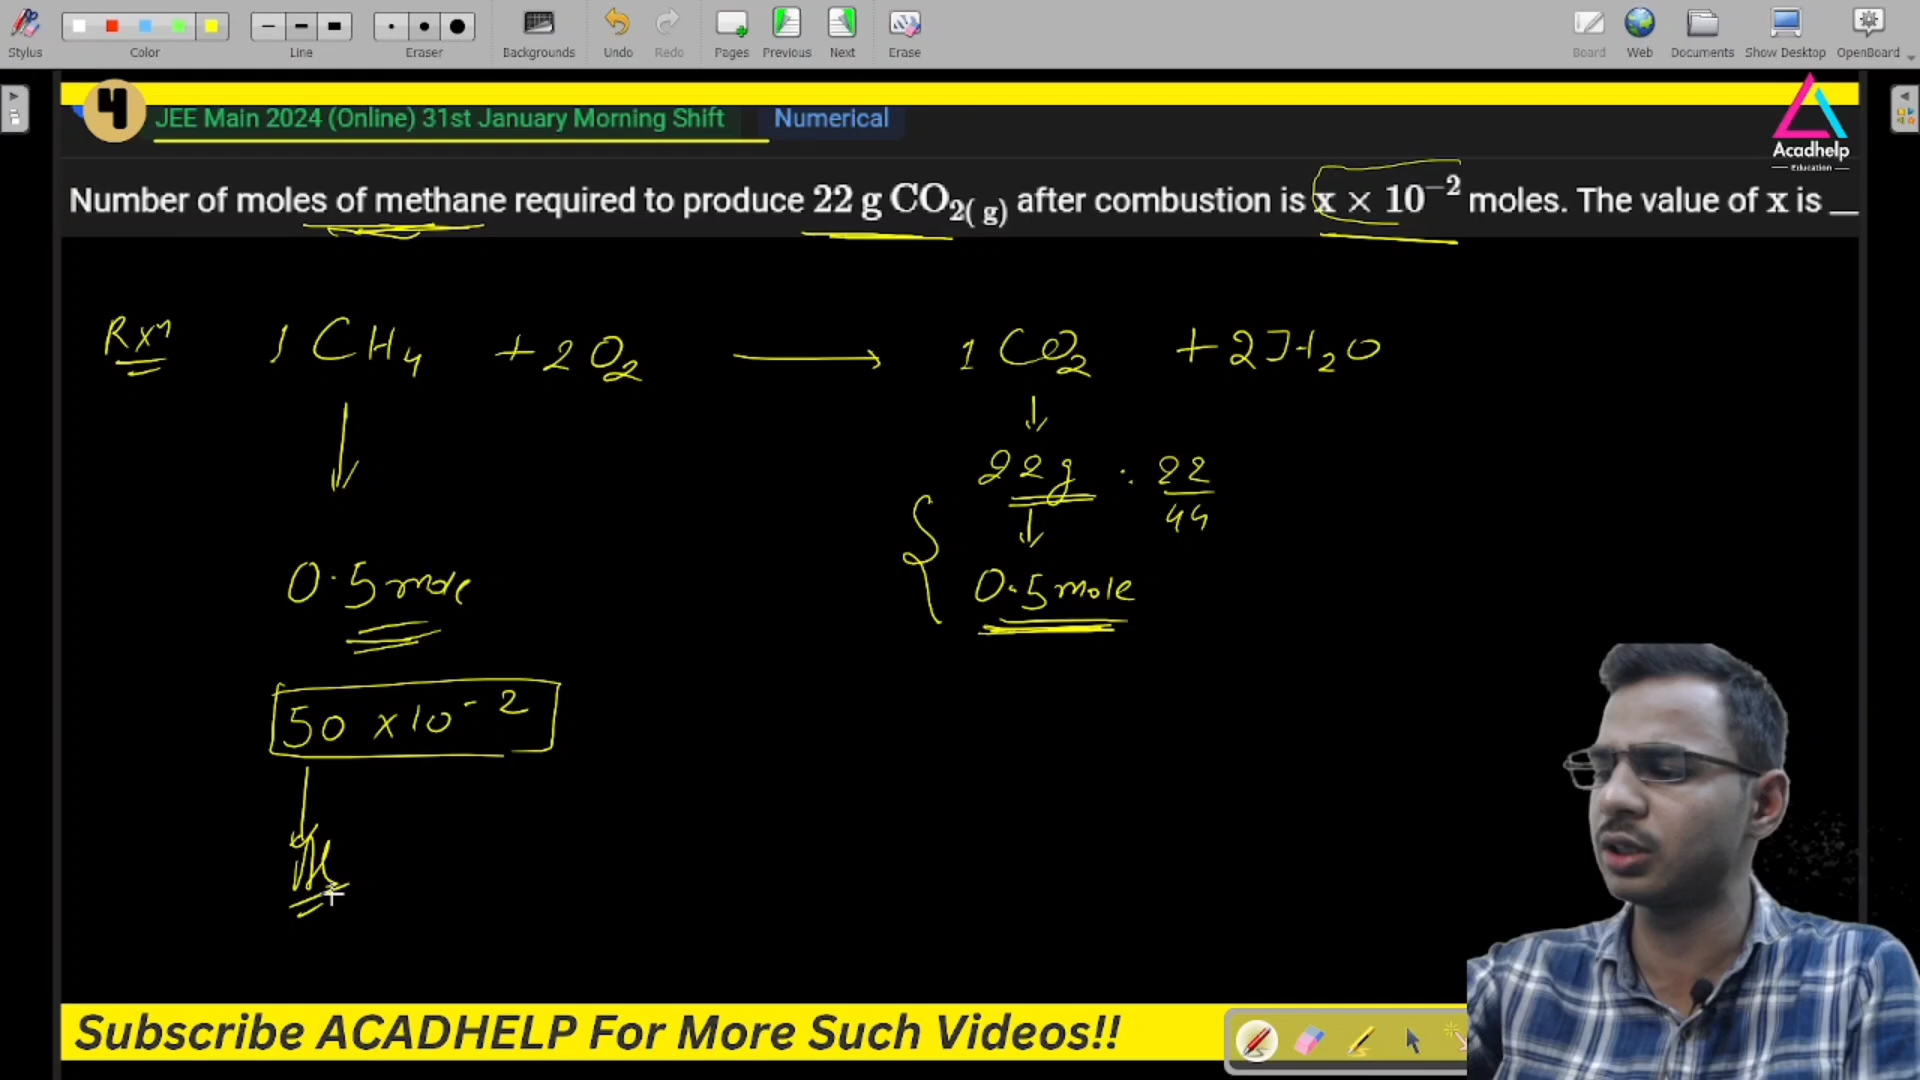 Stylus Color Line Eraser Backgrounds Undo Redo Pages Previous Next Erase Board Web Documents Show Desktop OpenBoard
4 JEE Main 2024 (Online) 31st January Morning Shift Numerical
Acadhelp
Education
Number of moles of methane required to produce 22 g CO₂( g) after combustion is x × 10⁻² moles. The value of x is __
Rxⁿ 1 CH₄ + 2 O₂ → 1 CO₂ + 2 H₂O
22g : 22/44
0.5 mole 0.5 mole
50 × 10⁻²
Subscribe ACADHELP For More Such Videos!!